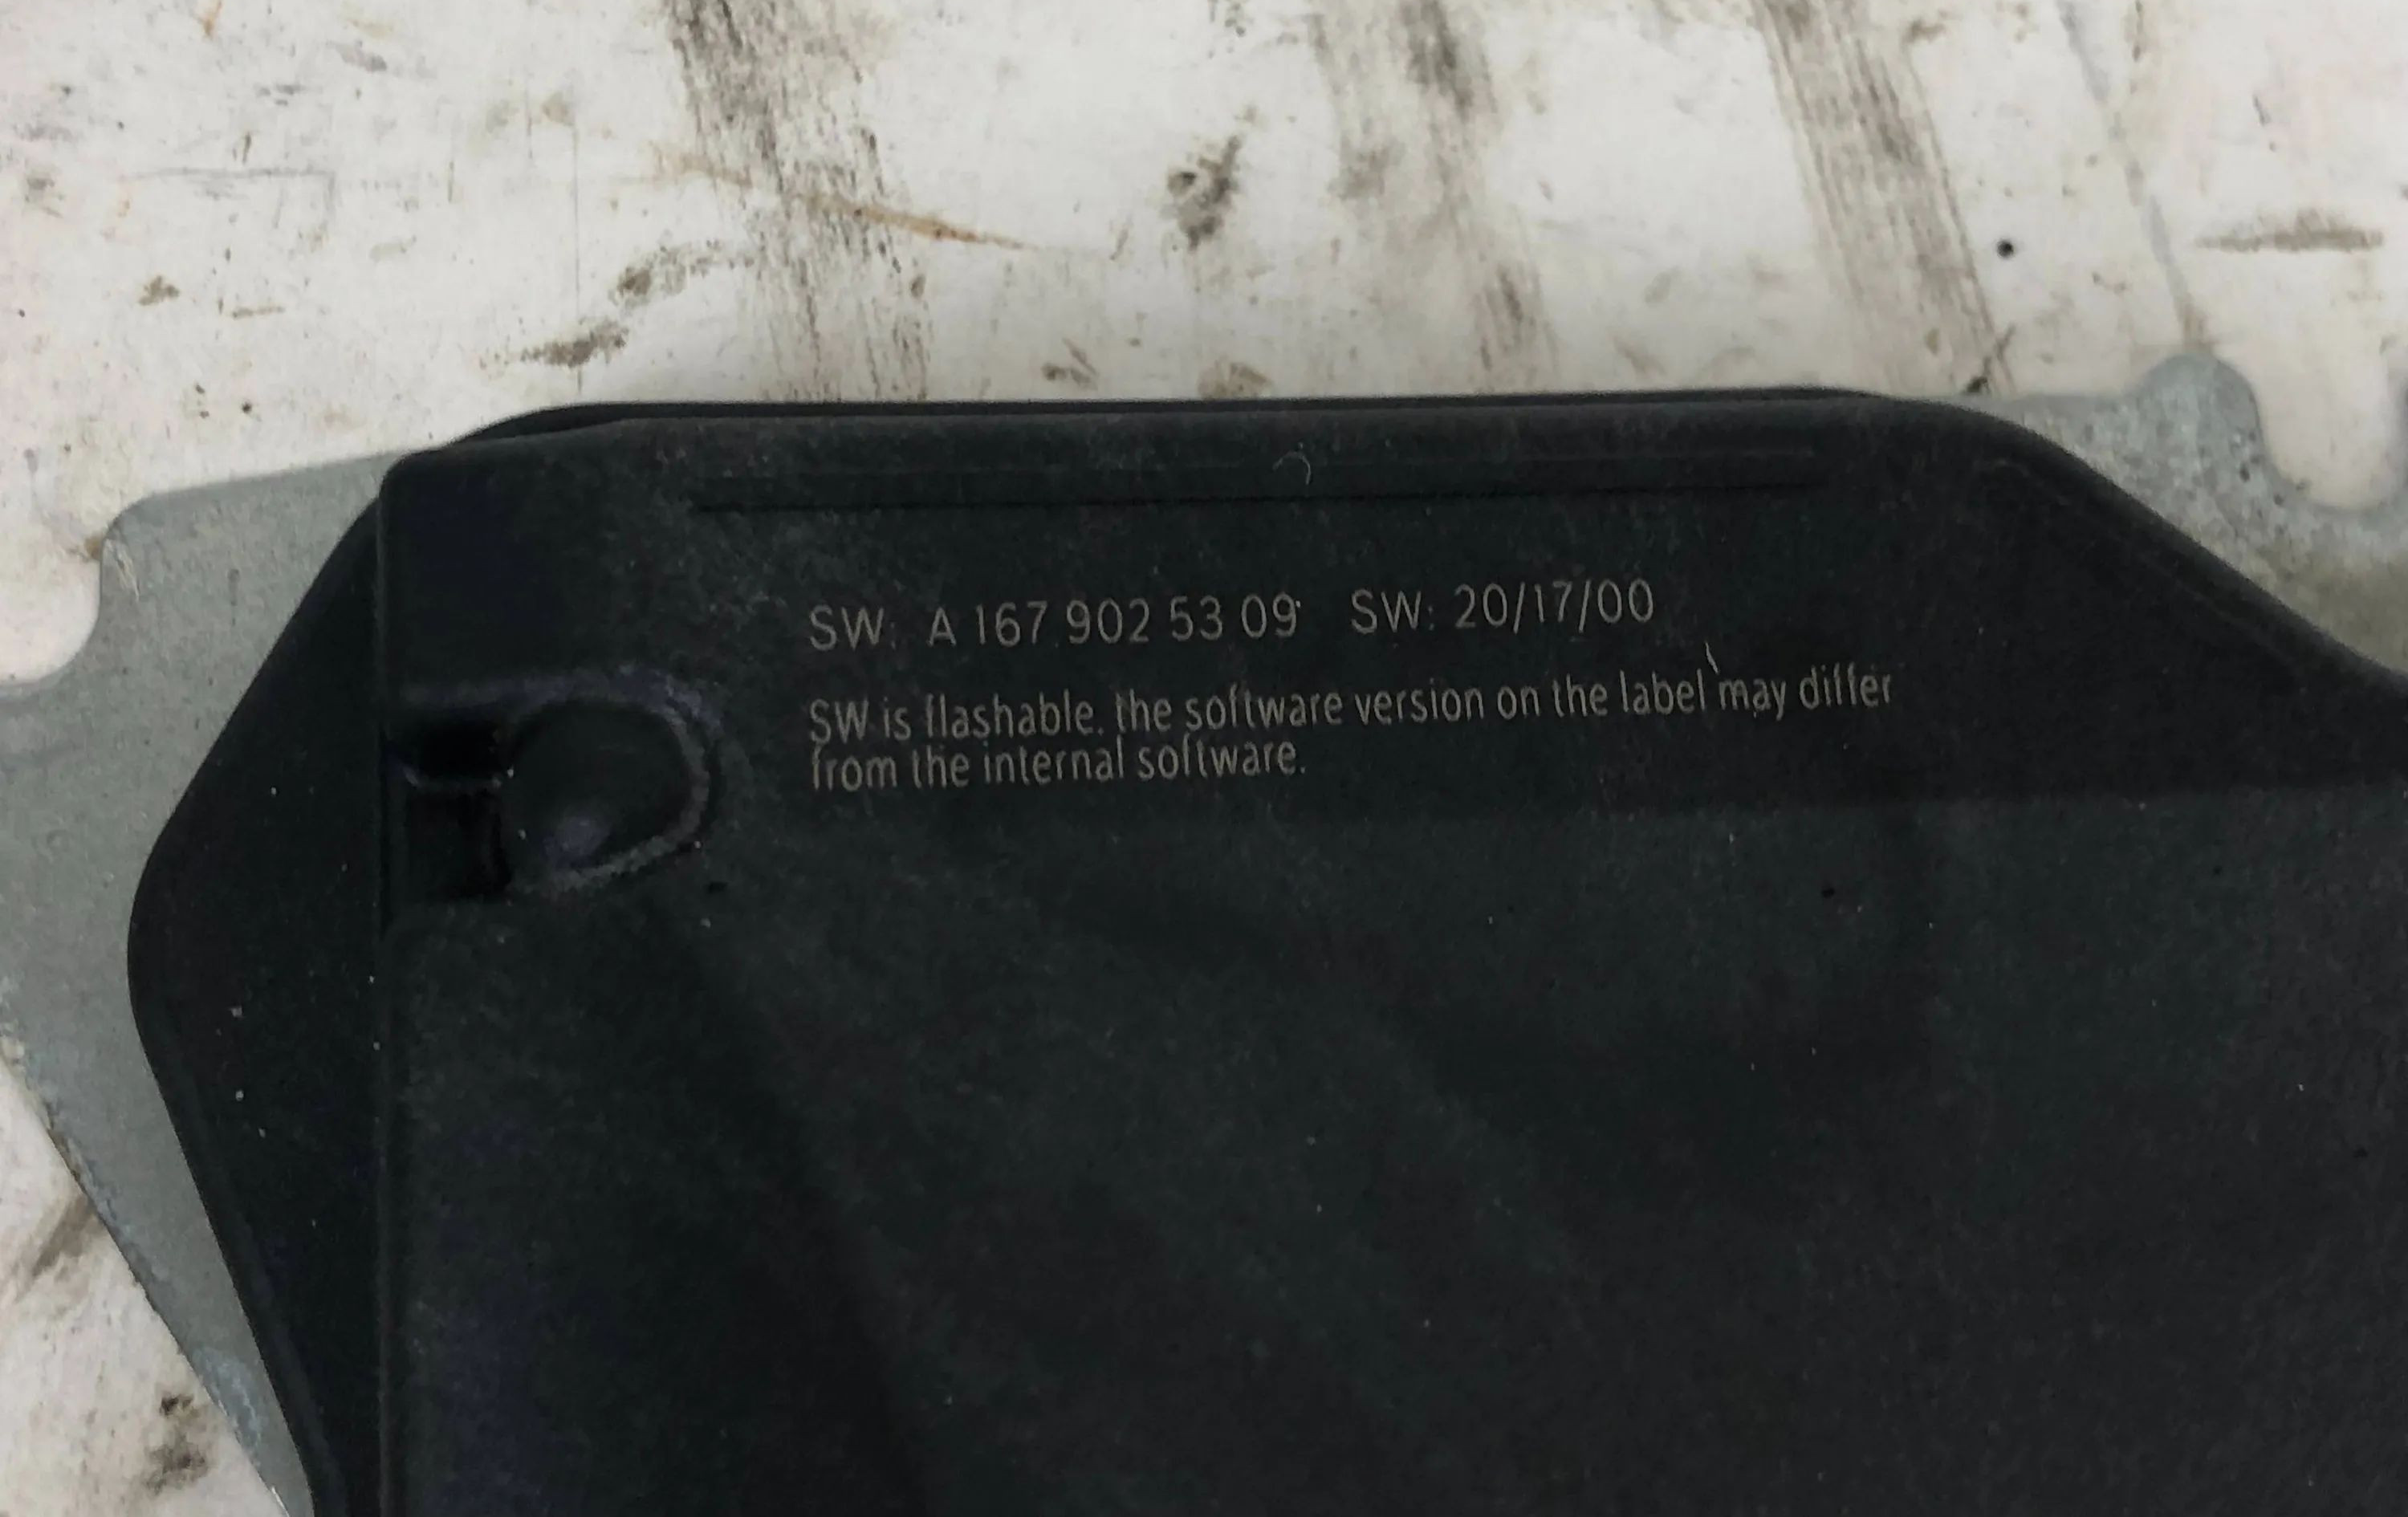 SW: A 167 902 53 09 SW: 20/17/00
SW is flashable. the software version on the label may differ
from the internal software.